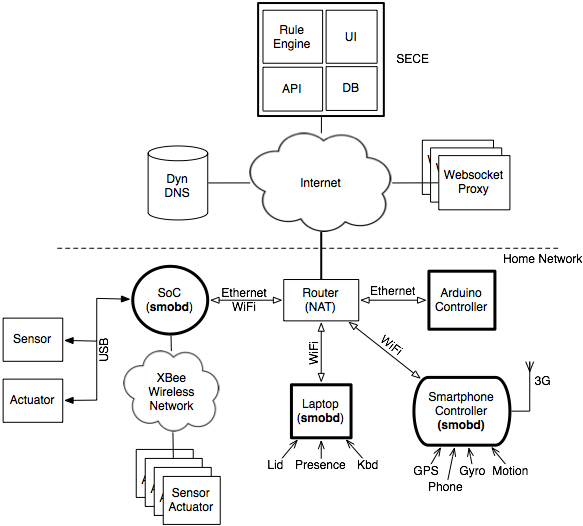 Rule
Engine
UI
API
DB
SECE
Dyn
DNS
Internet
Websocket
Proxy
Home Network
SoC
(smobd)
Ethernet
WiFi
Router
(NAT)
Ethernet
Arduino
Controller
Sensor
USB
Actuator
WiFi
WiFi
XBee
Wireless
Network
Laptop
(smobd)
Smartphone
Controller
(smobd)
3G
Lid
Presence
Kbd
GPS
Phone
Gyro
Motion
Sensor
Actuator